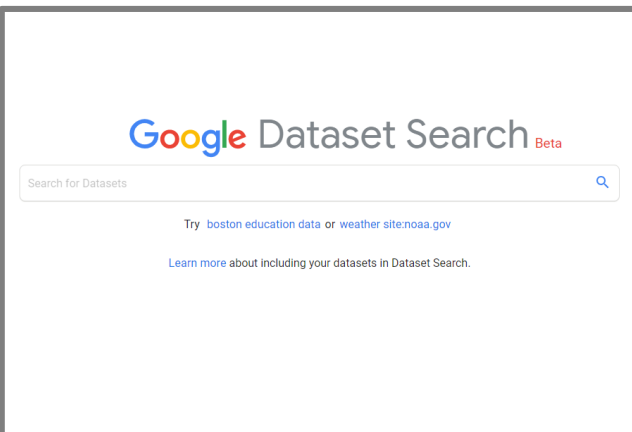 Google Dataset Search Beta
Search for Datasets
Try boston education data or weather site:noaa.gov
Learn more about including your datasets in Dataset Search.